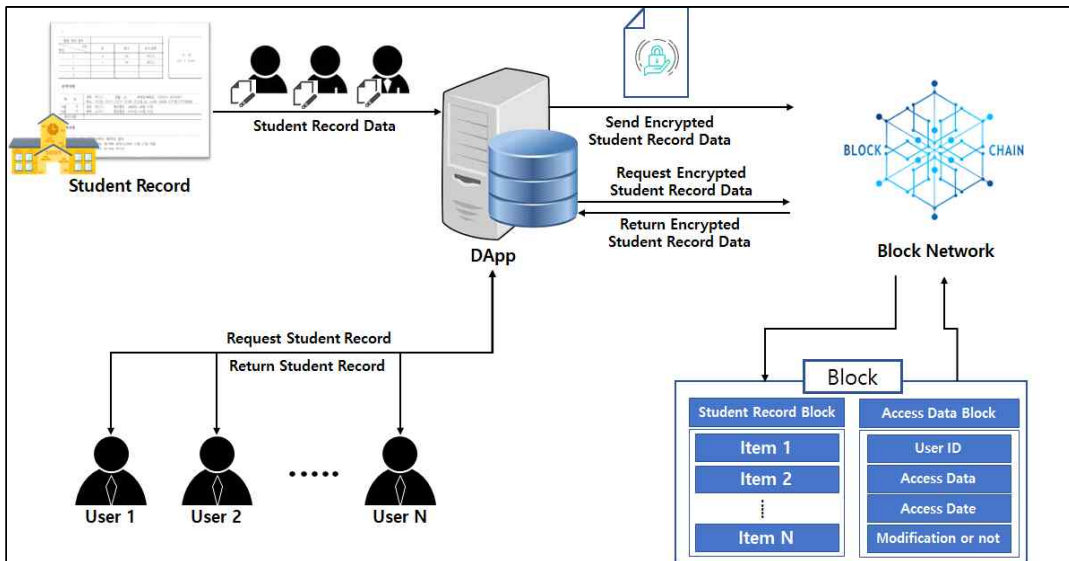 Student Record Data
Student Record
Send Encrypted
Student Record Data
Request Encrypted
Student Record Data
Return Encrypted
Student Record Data
DApp
BLOCK CHAIN
Block Network
Request Student Record
Return Student Record
User 1
User 2
User N
Block
Student Record Block
Item 1
Item 2
Item N
Access Data Block
User ID
Access Data
Access Date
Modification or not